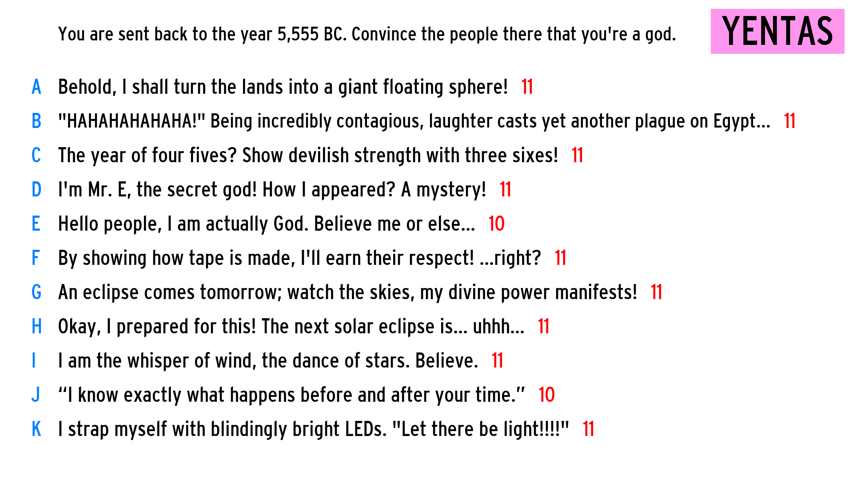 You are sent back to the year 5,555 BC. Convince the people there that you're a god.
YENTAS
A Behold, I shall turn the lands into a giant floating sphere! 11
B "HAHAHAHAHAHA!" Being incredibly contagious, laughter casts yet another plague on Egypt... 11
C The year of four fives? Show devilish strength with three sixes! 11
D I'm Mr. E, the secret god! How I appeared? A mystery! 11
E Hello people, I am actually God. Believe me or else... 10
F By showing how tape is made, I'll earn their respect! ...right? 11
G An eclipse comes tomorrow; watch the skies, my divine power manifests! 11
H Okay, I prepared for this! The next solar eclipse is... uhhh... 11
I I am the whisper of wind, the dance of stars. Believe. 11
J “I know exactly what happens before and after your time.” 10
K I strap myself with blindingly bright LEDs. "Let there be light!!!!" 11